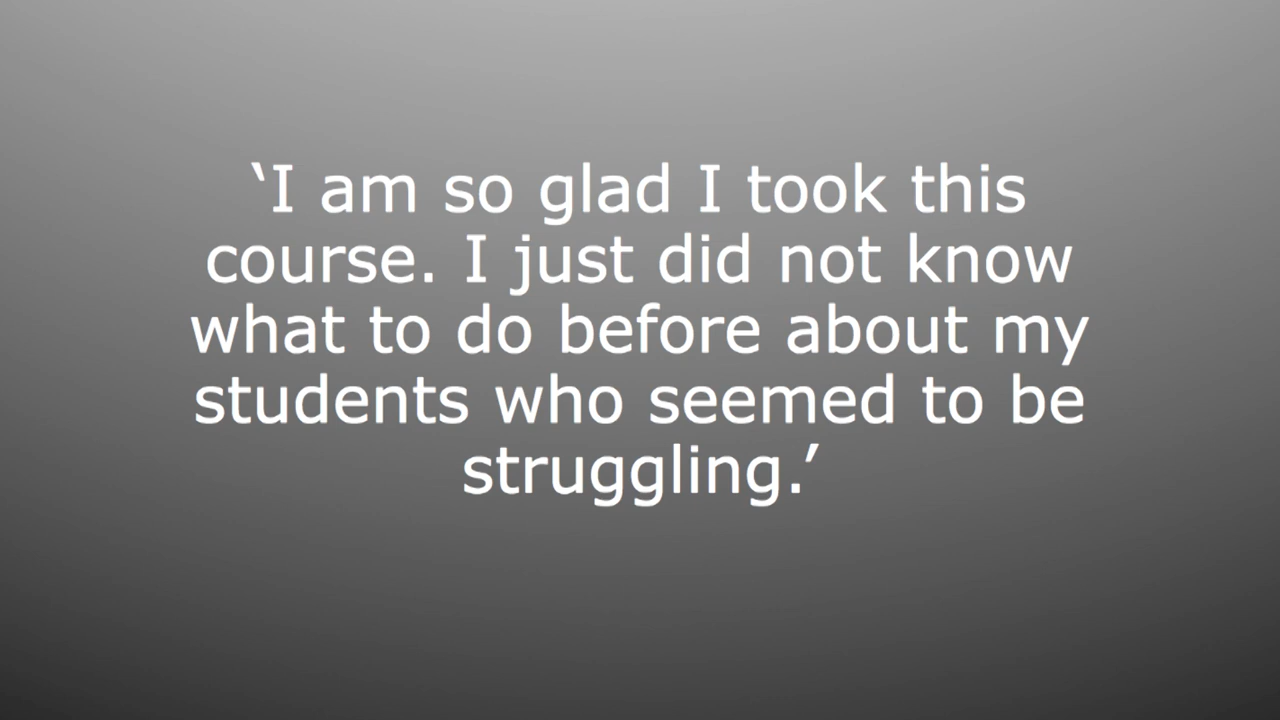 ‘I am so glad I took this
course. I just did not know
what to do before about my
students who seemed to be
struggling.’